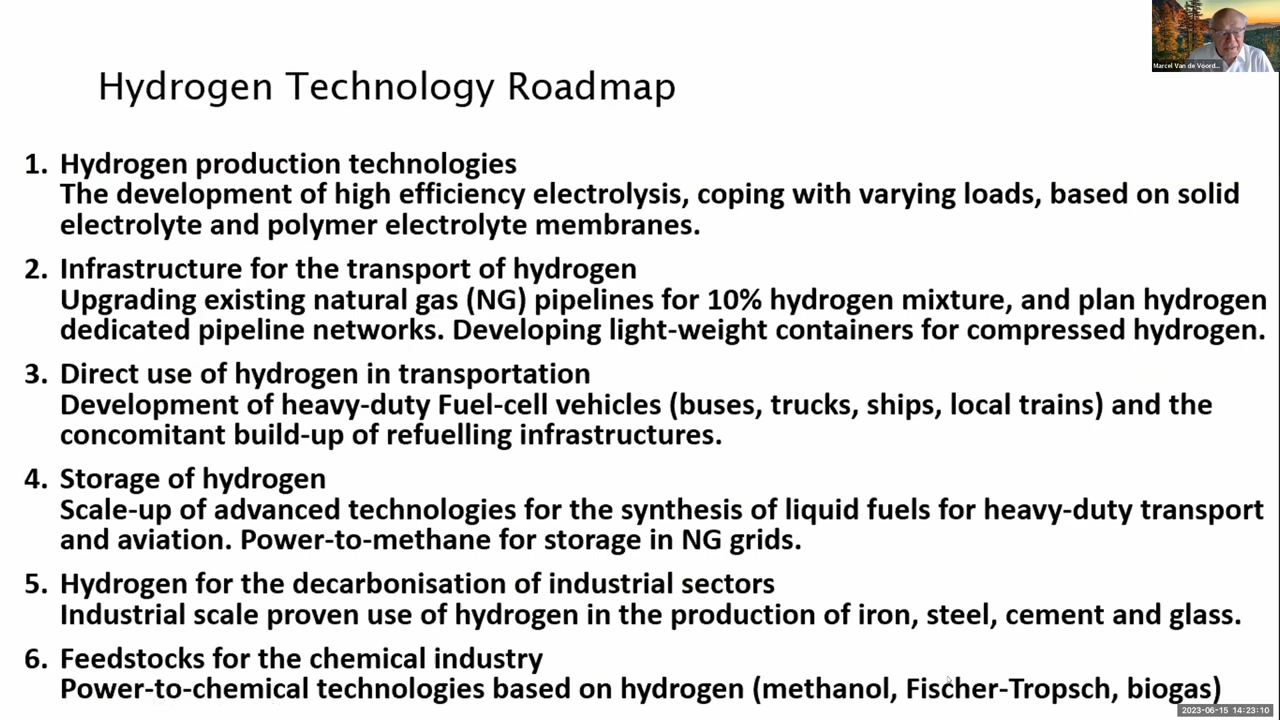 Marcel Van de Voord...
Hydrogen Technology Roadmap
1. Hydrogen production technologies
The development of high efficiency electrolysis, coping with varying loads, based on solid
electrolyte and polymer electrolyte membranes.
2. Infrastructure for the transport of hydrogen
Upgrading existing natural gas (NG) pipelines for 10% hydrogen mixture, and plan hydrogen
dedicated pipeline networks. Developing light-weight containers for compressed hydrogen.
3. Direct use of hydrogen in transportation
Development of heavy-duty Fuel-cell vehicles (buses, trucks, ships, local trains) and the
concomitant build-up of refuelling infrastructures.
4. Storage of hydrogen
Scale-up of advanced technologies for the synthesis of liquid fuels for heavy-duty transport
and aviation. Power-to-methane for storage in NG grids.
5. Hydrogen for the decarbonisation of industrial sectors
Industrial scale proven use of hydrogen in the production of iron, steel, cement and glass.
6. Feedstocks for the chemical industry
Power-to-chemical technologies based on hydrogen (methanol, Fischer-Tropsch, biogas)
2023-06-15 14:23:10